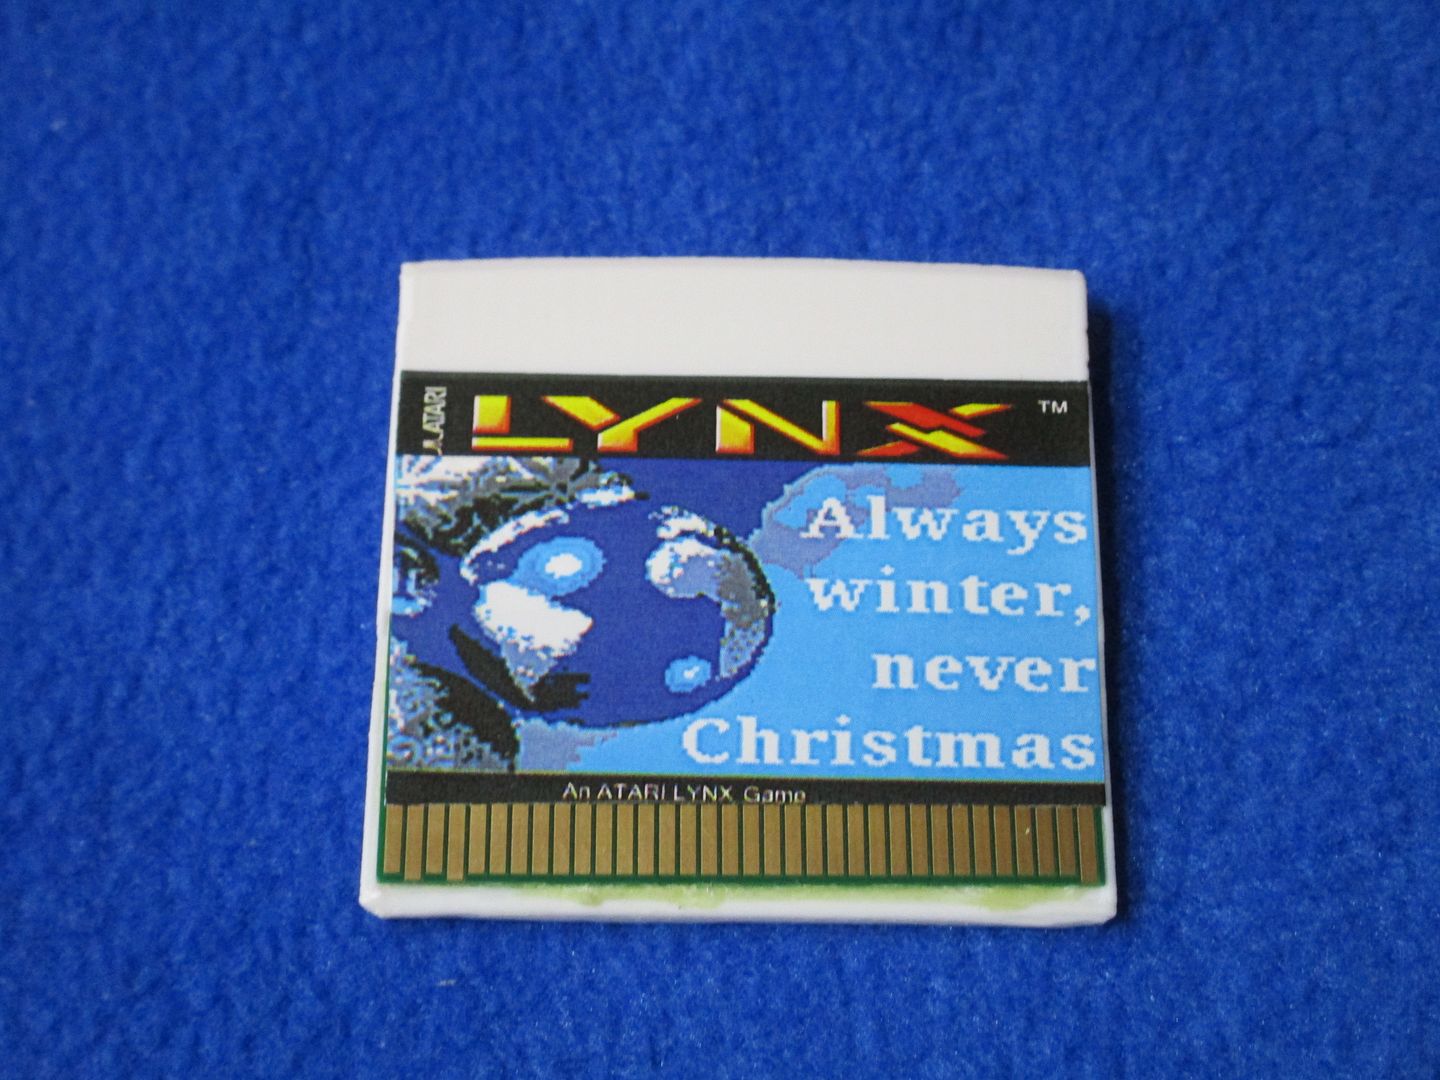 ATARI
LYNX TM
Always
winter,
never
Christmas
An ATARI LYNX Game